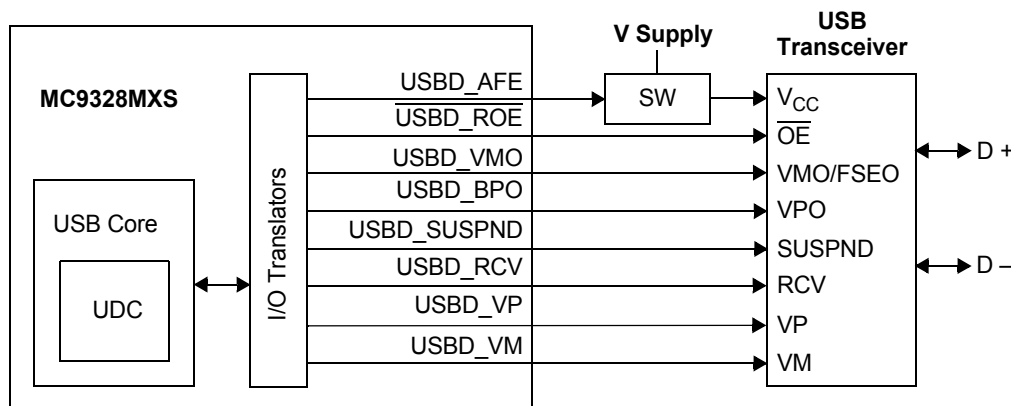 V Supply
USB
Transceiver
MC9328MXS
USB Core
UDC
I/O Translators
USBD_AFE
USBD_ROE
USBD_VMO
USBD_BPO
USBD_SUSPND
USBD_RCV
USBD_VP
USBD_VM
SW
VCC
OE
VMO/FSEO
VPO
SUSPND
RCV
VP
VM
D +
D –